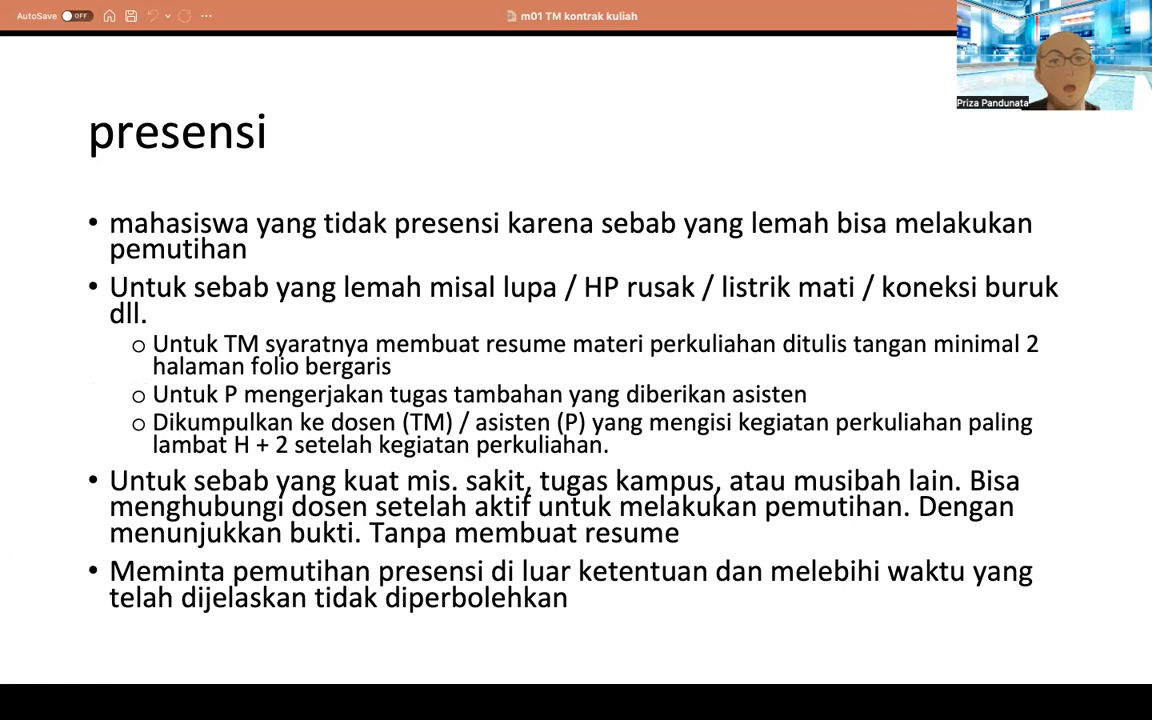 AutoSave OFF
m01 TM kontrak kuliah
Priza Pandunata
presensi
• mahasiswa yang tidak presensi karena sebab yang lemah bisa melakukan
pemutihan
• Untuk sebab yang lemah misal lupa / HP rusak / listrik mati / koneksi buruk
dll.
o Untuk TM syaratnya membuat resume materi perkuliahan ditulis tangan minimal 2
halaman folio bergaris
o Untuk P mengerjakan tugas tambahan yang diberikan asisten
o Dikumpulkan ke dosen (TM) / asisten (P) yang mengisi kegiatan perkuliahan paling
lambat H + 2 setelah kegiatan perkuliahan.
• Untuk sebab yang kuat mis. sakit, tugas kampus, atau musibah lain. Bisa
menghubungi dosen setelah aktif untuk melakukan pemutihan. Dengan
menunjukkan bukti. Tanpa membuat resume
• Meminta pemutihan presensi di luar ketentuan dan melebihi waktu yang
telah dijelaskan tidak diperbolehkan